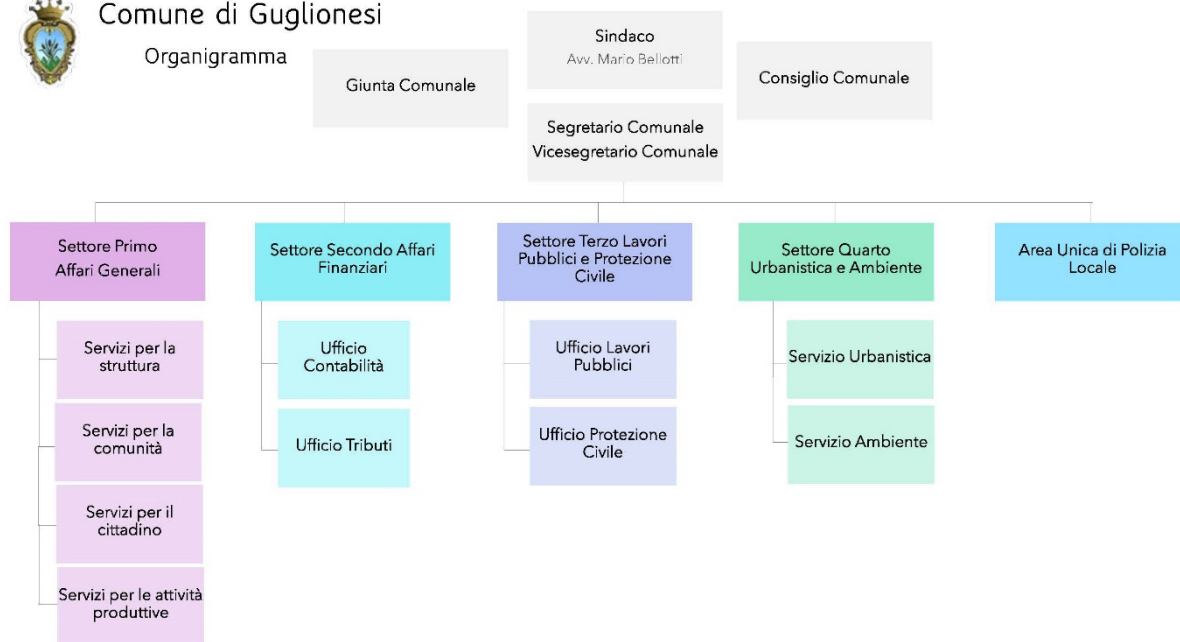 Comune di Guglionesi
Organigramma
Sindaco
Avv. Mario Bellotti
Giunta Comunale
Consiglio Comunale
Segretario Comunale
Vicesegretario Comunale
Settore Primo
Affari Generali
Settore Secondo Affari
Finanziari
Settore Terzo Lavori
Pubblici e Protezione
Civile
Settore Quarto
Urbanistica e Ambiente
Area Unica di Polizia
Locale
Servizi per la
struttura
Servizi per la
comunità
Servizi per il
cittadino
Servizi per le attività
produttive
Ufficio
Contabilità
Ufficio Tributi
Ufficio Lavori
Pubblici
Ufficio Protezione
Civile
Servizio Urbanistica
Servizio Ambiente